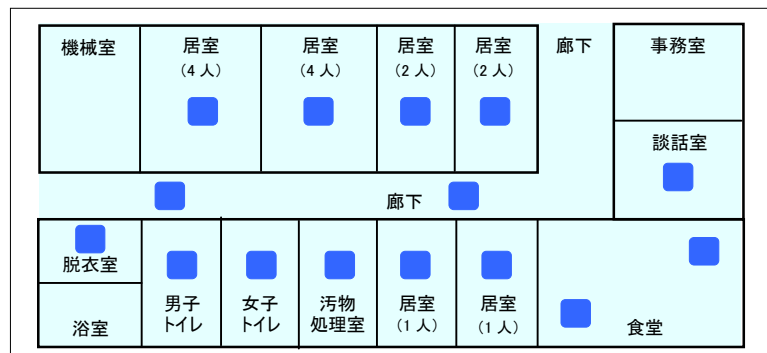 機械室
居室
(4人)
居室
(4人)
居室
(2人)
居室
(2人)
廊下
事務室
談話室
廊下
脱衣室
浴室
男子
トイレ
女子
トイレ
汚物
処理室
居室
(1人)
居室
(1人)
食堂